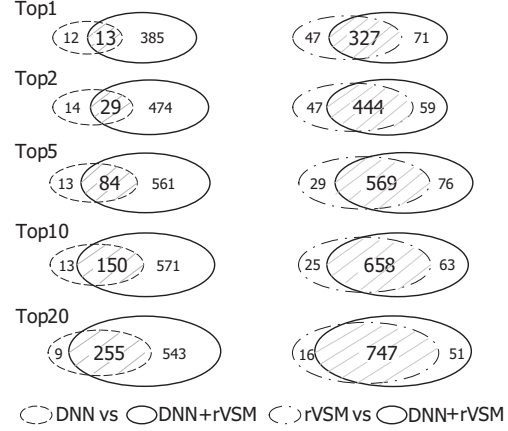 Top1
12 13 385 47 327 71
Top2
14 29 474 47 444 59
Top5
13 84 561 29 569 76
Top10
13 150 571 25 658 63
Top20
9 255 543 16 747 51
DNN vs DNN+rVSM rVSM vs DNN+rVSM